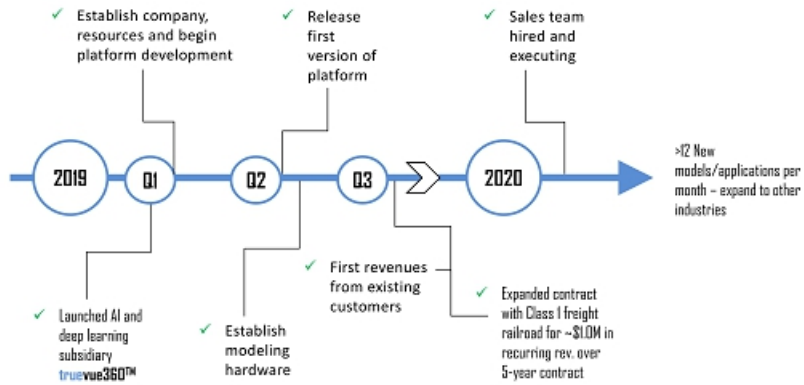 Establish company,
resources and begin
platform development
Release
first
version of
platform
Sales team
hired and
executing
2019
Q1
Q2
Q3
2020
>12 New
models/applications per
month – expand to other
industries
Launched AI and
deep learning
subsidiary
truevue360™
Establish
modeling
hardware
First revenues
from existing
customers
Expanded contract
with Class 1 freight
railroad for ~$1.0M in
recurring rev. over
5-year contract